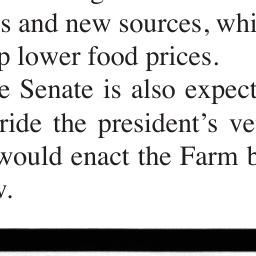 s and new sources, whi
p lower food prices.
e Senate is also expect
ride the president's ve
would enact the Farm b